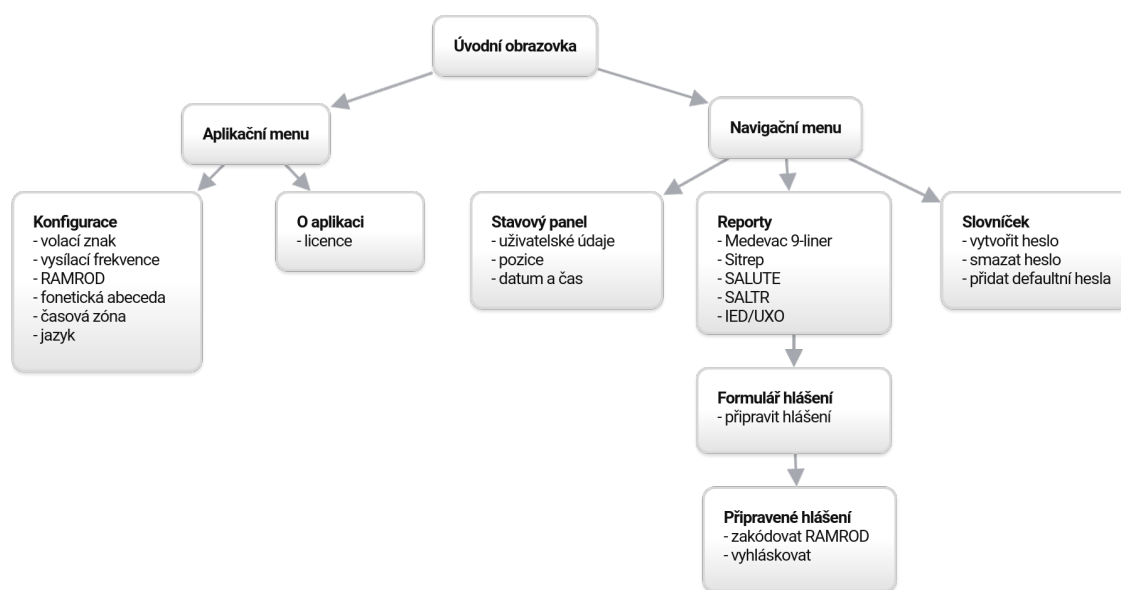 Úvodní obrazovka
Aplikační menu
Navigační menu
Konfigurace
- volací znak
- vysílací frekvence
- RAMROD
- fonetická abeceda
- časová zóna
- jazyk
O aplikaci
- licence
Stavový panel
- uživatelské údaje
- pozice
- datum a čas
Reporty
- Medevac 9-liner
- Sitrep
- SALUTE
- SALTR
- IED/UXO
Slovníček
- vytvořit heslo
- smazat heslo
- přidat defaultní hesla
Formulář hlášení
- připravit hlášení
Připravené hlášení
- zakódovat RAMROD
- vyhláskovat